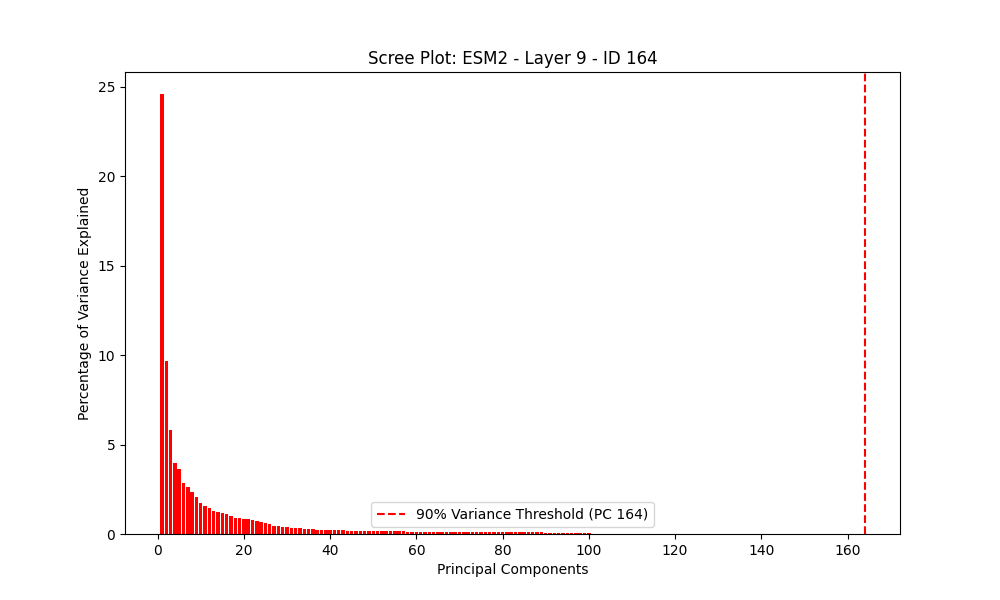 Scree Plot: ESM2 - Layer 9 - ID 164
Percentage of Variance Explained
25
20
15
10
5
0
90% Variance Threshold (PC 164)
0 20 40 60 80 100 120 140 160
Principal Components